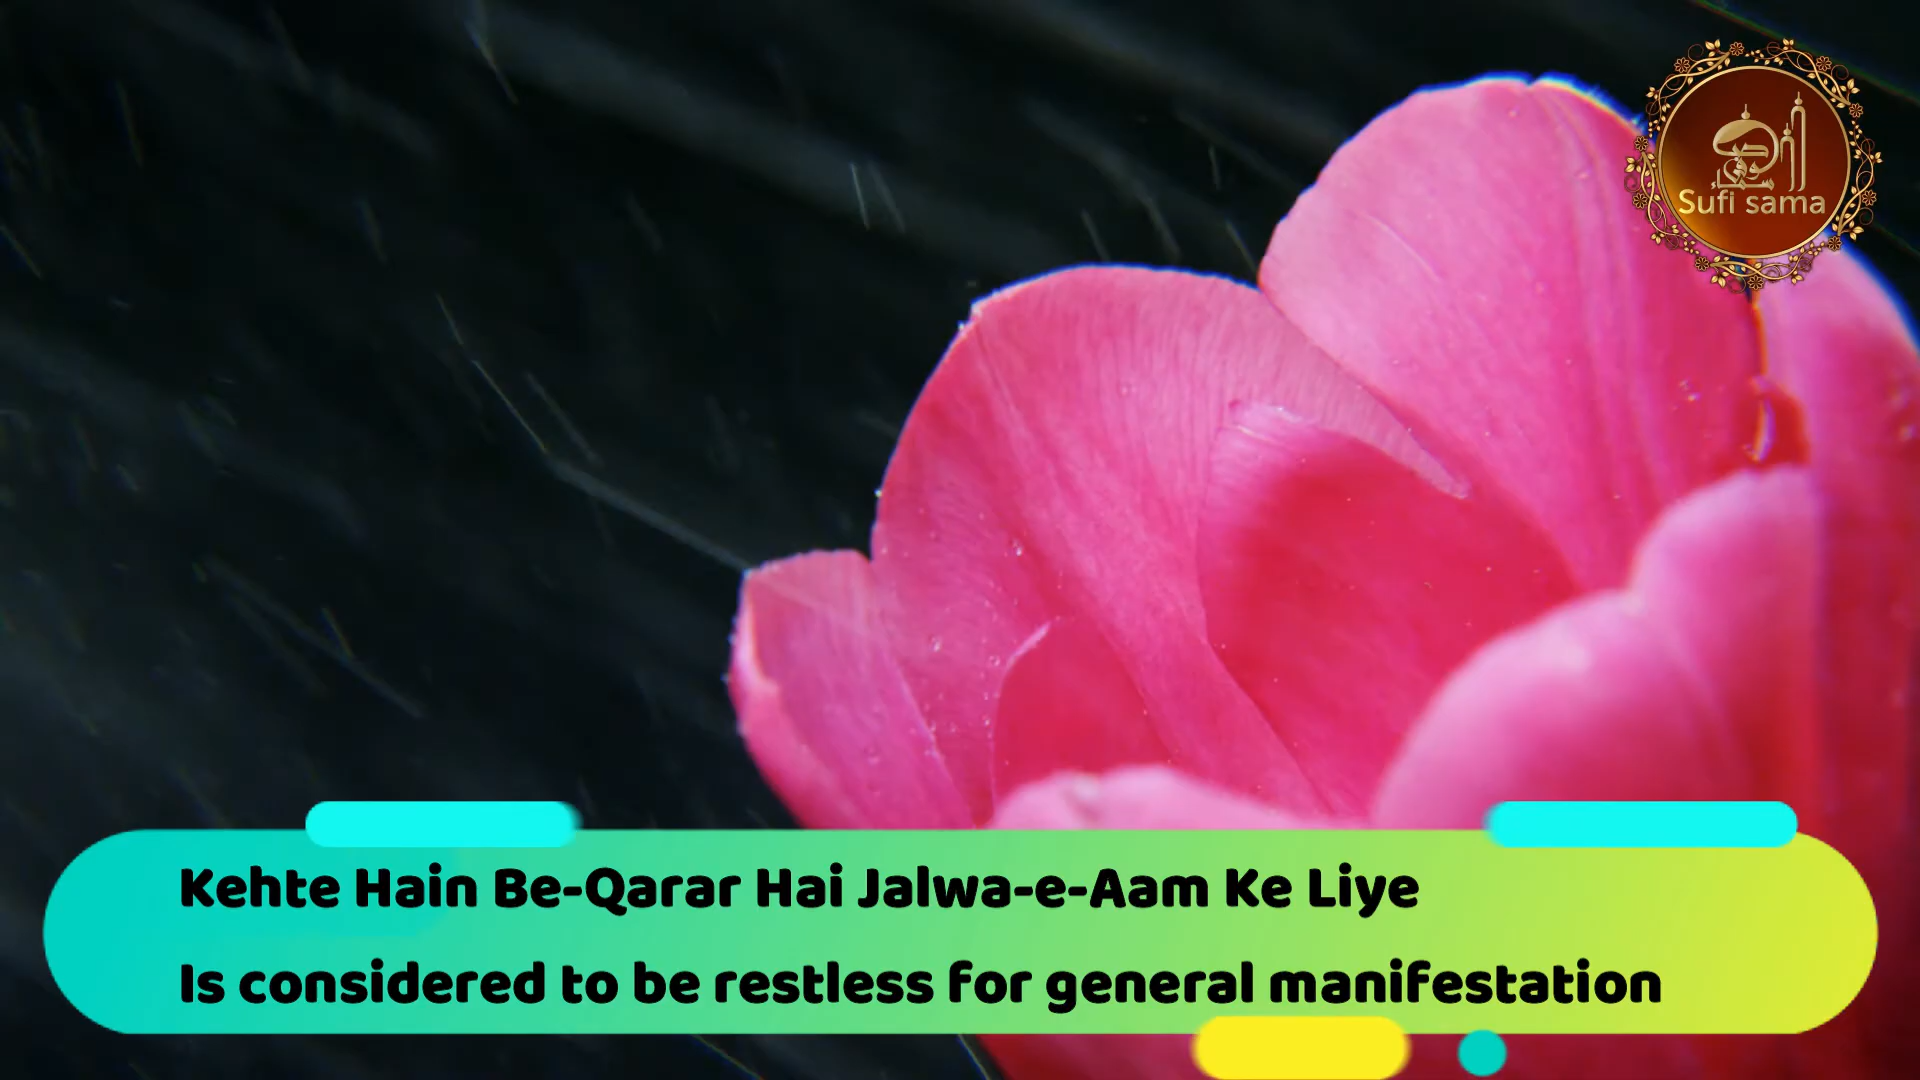 Sufi sama
Kehte Hain Be-Qarar Hai Jalwa-e-Aam Ke Liye
Is considered to be restless for general manifestation